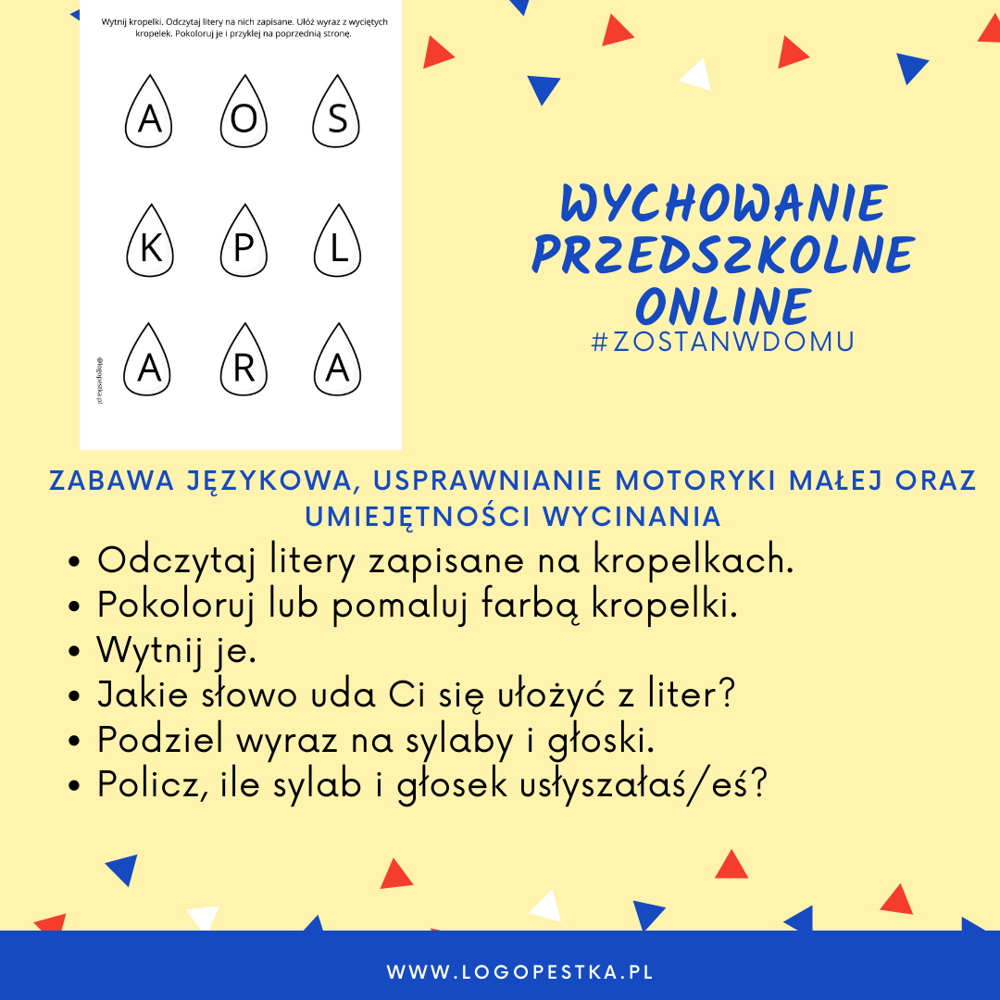 Wytnij kropelki. Odczytaj litery na nich zapisane. Ułóż wyraz z wyciętych
kropelek. Pokoloruj je i przyklej na poprzednią stronę.
A O S
K P L
A R A
@logopestka.pl
WYCHOWANIE
PRZEDSZKOLNE
ONLINE
#ZOSTANWDOMU
ZABAWA JĘZYKOWA, USPRAWNIANIE MOTORYKI MAŁEJ ORAZ
UMIEJĘTNOŚCI WYCINANIA
• Odczytaj litery zapisane na kropelkach.
• Pokoloruj lub pomaluj farbą kropelki.
• Wytnij je.
• Jakie słowo uda Ci się ułożyć z liter?
• Podziel wyraz na sylaby i głoski.
• Policz, ile sylab i głosek usłyszałaś/eś?
WWW.LOGOPESTKA.PL